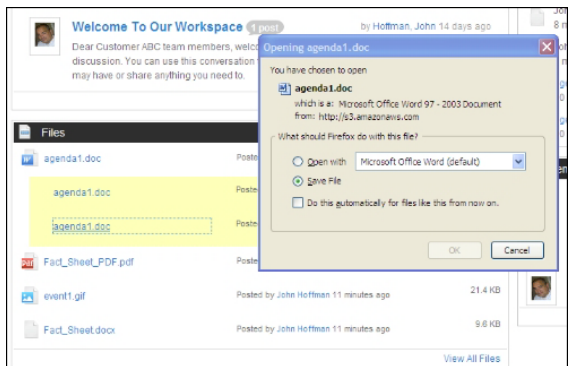 Welcome To Our Workspace 1 post
by Hoffman, John 14 days ago
Dear Customer ABC team members, welc
discussion. You can use this conversation
may have or share anything you need to.
Opening agenda1.doc
You have chosen to open
agenda1.doc
which is a: Microsoft Office Word 97 - 2003 Document
from: http://s3.amazonaws.com
What should Firefox do with this file?
Open with
Microsoft Office Word (default)
Save File
Do this automatically for files like this from now on.
OK
Cancel
Files
agenda1.doc
Poste
agenda1.doc
Poste
agenda1.doc
Poste
Fact_Sheet_PDF.pdf
Poste
event1.gif
Posted by John Hoffman 11 minutes ago
21.4 KB
Fact_Sheet.docx
Posted by John Hoffman 11 minutes ago
9.6 KB
View All Files